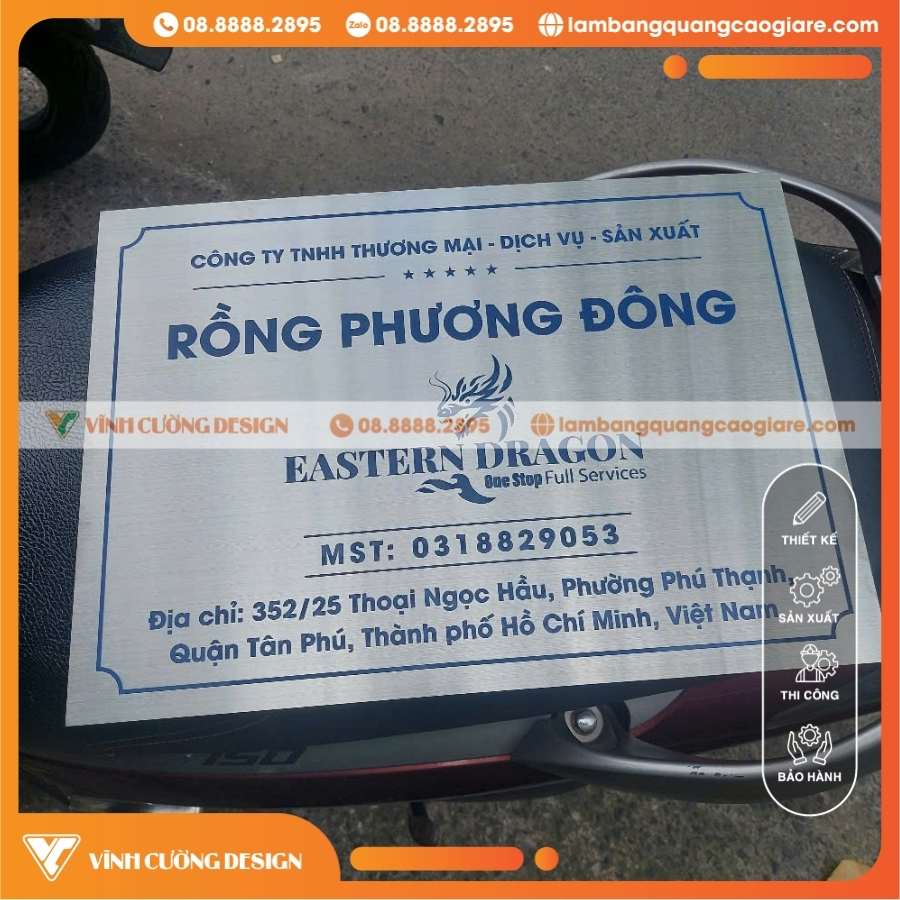 08.8888.2895 Zalo 08.8888.2895 lambangquangcaogiare.com
CÔNG TY TNHH THƯƠNG MẠI - DỊCH VỤ - SẢN XUẤT
RỒNG PHƯƠNG ĐÔNG
VĨNH CƯỜNG DESIGN 08.8888.2895 lambangquangcaogiare.com
EASTERN DRAGON
One Stop Full Services
MST: 0318829053
Địa chỉ: 352/25 Thoại Ngọc Hầu, Phường Phú Thạnh,
Quận Tân Phú, Thành phố Hồ Chí Minh, Việt Nam
THIẾT KẾ
SẢN XUẤT
THI CÔNG
BẢO HÀNH
150
VĨNH CƯỜNG DESIGN